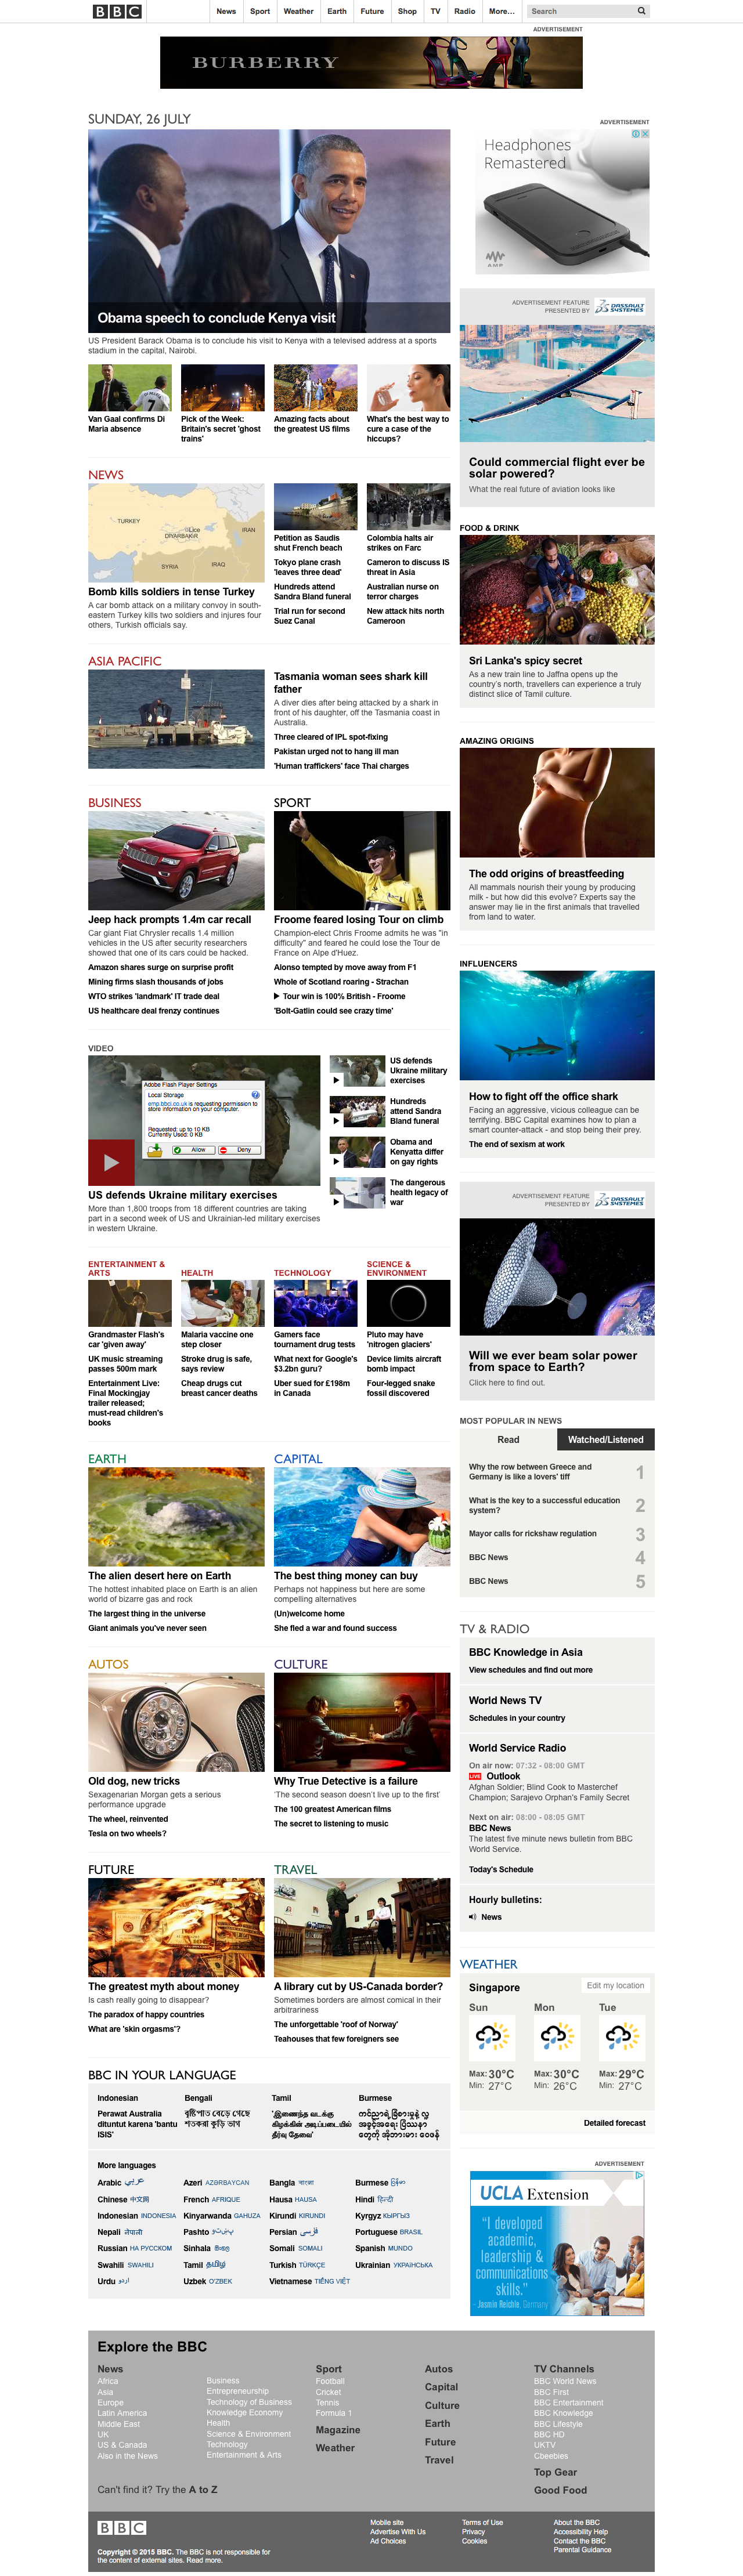 BBC
News
Sport
Weather
Earth
Future
Shop
TV
Radio
More...
Search
ADVERTISEMENT
BURBERRY
SUNDAY, 26 JULY
Obama speech to conclude Kenya visit
US President Barack Obama is to conclude his visit to Kenya with a televised address at a sports
stadium in the capital, Nairobi.
Van Gaal confirms Di
Maria absence
Pick of the Week:
Britain's secret 'ghost
trains'
Amazing facts about
the greatest US films
What's the best way to
cure a case of the
hiccups?
NEWS
TURKEY
Lice
DIYARBAKIR
IRAN
SYRIA
IRAQ
Bomb kills soldiers in tense Turkey
A car bomb attack on a military convoy in south-
eastern Turkey kills two soldiers and injures four
others, Turkish officials say.
Petition as Saudis
shut French beach
Tokyo plane crash
'leaves three dead'
Hundreds attend
Sandra Bland funeral
Trial run for second
Suez Canal
Colombia halts air
strikes on Farc
Cameron to discuss IS
threat in Asia
Australian nurse on
terror charges
New attack hits north
Cameroon
ASIA PACIFIC
Tasmania woman sees shark kill
father
A diver dies after being attacked by a shark in
front of his daughter, off the Tasmania coast in
Australia.
Three cleared of IPL spot-fixing
Pakistan urged not to hang ill man
'Human traffickers' face Thai charges
BUSINESS
Jeep hack prompts 1.4m car recall
Car giant Fiat Chrysler recalls 1.4 million
vehicles in the US after security researchers
showed that one of its cars could be hacked.
Amazon shares surge on surprise profit
Mining firms slash thousands of jobs
WTO strikes 'landmark' IT trade deal
US healthcare deal frenzy continues
SPORT
Froome feared losing Tour on climb
Champion-elect Chris Froome admits he was "in
difficulty" and feared he could lose the Tour de
France on Alpe d'Huez.
Alonso tempted by move away from F1
Whole of Scotland roaring - Strachan
Tour win is 100% British - Froome
'Bolt-Gatlin could see crazy time'
VIDEO
Adobe Flash Player Settings
Local Storage
emp.bbci.co.uk is requesting permission to
store information on your computer.
Requested: up to 10 KB
Currently Used: 0 KB
Allow
Deny
US defends Ukraine military exercises
More than 1,800 troops from 18 different countries are taking
part in a second week of US and Ukrainian-led military exercises
in western Ukraine.
US defends
Ukraine military
exercises
Hundreds
attend Sandra
Bland funeral
Obama and
Kenyatta differ
on gay rights
The dangerous
health legacy of
war
ENTERTAINMENT &
ARTS
Grandmaster Flash's
car 'given away'
UK music streaming
passes 500m mark
Entertainment Live:
Final Mockingjay
trailer released;
must-read children's
books
HEALTH
Malaria vaccine one
step closer
Stroke drug is safe,
says review
Cheap drugs cut
breast cancer deaths
TECHNOLOGY
Gamers face
tournament drug tests
What next for Google's
$3.2bn guru?
Uber sued for £198m
in Canada
SCIENCE &
ENVIRONMENT
Pluto may have
'nitrogen glaciers'
Device limits aircraft
bomb impact
Four-legged snake
fossil discovered
EARTH
The alien desert here on Earth
The hottest inhabited place on Earth is an alien
world of bizarre gas and rock
The largest thing in the universe
Giant animals you've never seen
CAPITAL
The best thing money can buy
Perhaps not happiness but here are some
compelling alternatives
(Un)welcome home
She fled a war and found success
AUTOS
Old dog, new tricks
Sexagenarian Morgan gets a serious
performance upgrade
The wheel, reinvented
Tesla on two wheels?
CULTURE
Why True Detective is a failure
'The second season doesn't live up to the first'
The 100 greatest American films
The secret to listening to music
FUTURE
The greatest myth about money
Is cash really going to disappear?
The paradox of happy countries
What are 'skin orgasms'?
TRAVEL
A library cut by US-Canada border?
Sometimes borders are almost comical in their
arbitrariness
The unforgettable 'roof of Norway'
Teahouses that few foreigners see
BBC IN YOUR LANGUAGE
Indonesian
Perawat Australia
dituntut karena 'bantu
ISIS'
Bengali
বৃষ্টিপাত বেড়ে গেছে
শতকরা কুড়ি ভাগ
Tamil
'இணைந்த வடக்கு
கிழக்கின் அடிப்படையில்
தீர்வு தேவை'
Burmese
More languages
Arabic عربي
Azeri AZƏRBAYCAN
Bangla বাংলা
Burmese မြန်မာ
Chinese 中文网
French AFRIQUE
Hausa HAUSA
Hindi हिन्दी
Indonesian INDONESIA
Kinyarwanda GAHUZA
Kirundi KIRUNDI
Kyrgyz КЫРГЫЗ
Nepali नेपाली
Pashto پښتو
Persian فارسی
Portuguese BRASIL
Russian НА РУССКОМ
Sinhala සිංහල
Somali SOMALI
Spanish MUNDO
Swahili SWAHILI
Tamil தமிழ்
Turkish TÜRKÇE
Ukrainian УКРАЇНСЬКА
Urdu اردو
Uzbek O'ZBEK
Vietnamese TIẾNG VIỆT
ADVERTISEMENT
Headphones
Remastered
AMP
ADVERTISEMENT FEATURE
PRESENTED BY
DASSAULT
SYSTEMES
Could commercial flight ever be
solar powered?
What the real future of aviation looks like
FOOD & DRINK
Sri Lanka's spicy secret
As a new train line to Jaffna opens up the
country's north, travellers can experience a truly
distinct slice of Tamil culture.
AMAZING ORIGINS
The odd origins of breastfeeding
All mammals nourish their young by producing
milk - but how did this evolve? Experts say the
answer may lie in the first animals that travelled
from land to water.
INFLUENCERS
How to fight off the office shark
Facing an aggressive, vicious colleague can be
terrifying. BBC Capital examines how to plan a
smart counter-attack - and stop being their prey.
The end of sexism at work
ADVERTISEMENT FEATURE
PRESENTED BY
DASSAULT
SYSTEMES
Will we ever beam solar power
from space to Earth?
Click here to find out.
MOST POPULAR IN NEWS
Read
Watched/Listened
Why the row between Greece and
Germany is like a lovers' tiff
1
What is the key to a successful education
system?
2
Mayor calls for rickshaw regulation
3
BBC News
4
BBC News
5
TV & RADIO
BBC Knowledge in Asia
View schedules and find out more
World News TV
Schedules in your country
World Service Radio
On air now: 07:32 - 08:00 GMT
LIVE Outlook
Afghan Soldier; Blind Cook to Masterchef
Champion; Sarajevo Orphan's Family Secret
Next on air: 08:00 - 08:05 GMT
BBC News
The latest five minute news bulletin from BBC
World Service.
Today's Schedule
Hourly bulletins:
News
WEATHER
Singapore
Edit my location
Sun
Mon
Tue
Max: 30°C
Min: 27°C
Max: 30°C
Min: 26°C
Max: 29°C
Min: 27°C
Detailed forecast
ADVERTISEMENT
UCLA Extension
"I developed
academic,
leadership &
communications
skills."
- Jasmin Reichle, Germany
Explore the BBC
News
Africa
Asia
Europe
Latin America
Middle East
UK
US & Canada
Also in the News
Business
Entrepreneurship
Technology of Business
Knowledge Economy
Health
Science & Environment
Technology
Entertainment & Arts
Sport
Football
Cricket
Tennis
Formula 1
Magazine
Weather
Autos
Capital
Culture
Earth
Future
Travel
TV Channels
BBC World News
BBC First
BBC Entertainment
BBC Knowledge
BBC Lifestyle
BBC HD
UKTV
Cbeebies
Top Gear
Good Food
Can't find it? Try the A to Z
BBC
Copyright © 2015 BBC. The BBC is not responsible for
the content of external sites. Read more.
Mobile site
Advertise With Us
Ad Choices
Terms of Use
Privacy
Cookies
About the BBC
Accessibility Help
Contact the BBC
Parental Guidance